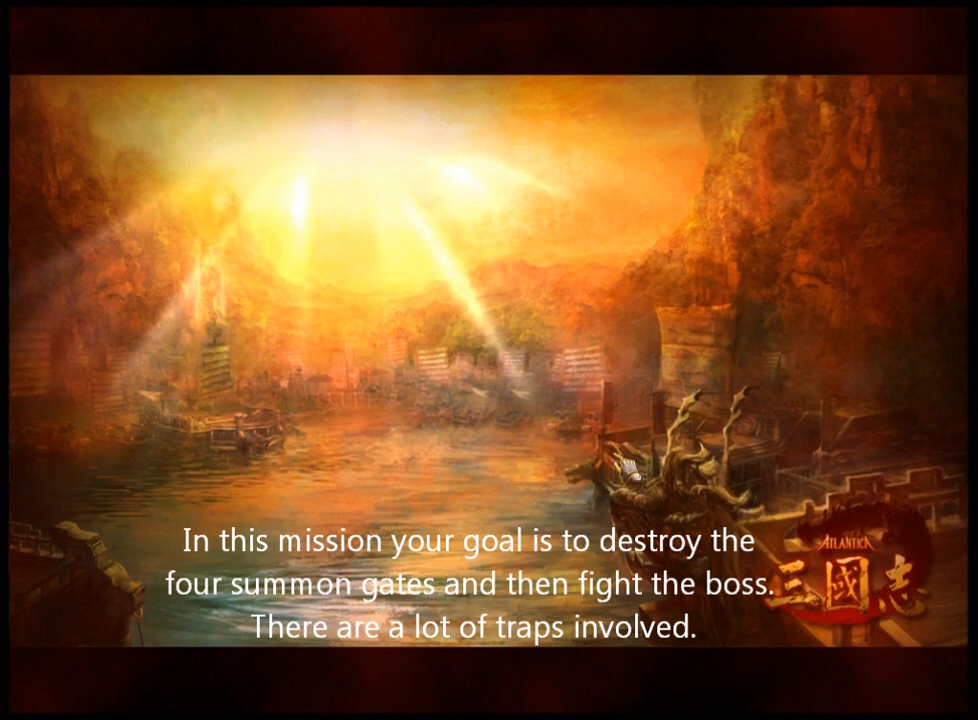 In this mission your goal is to destroy the
four summon gates and then fight the boss.
There are a lot of traps involved.
ATLANTICA
三國志